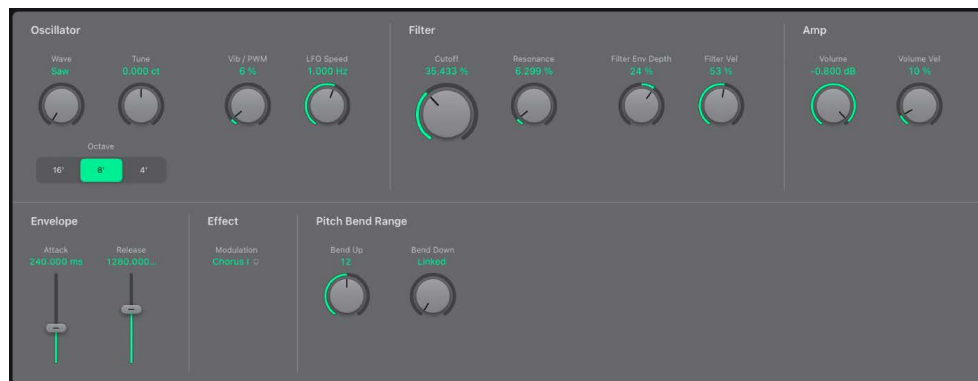 Oscillator
Filter
Amp
Wave
Saw
Tune
0.000 ct
Vib / PWM
6 %
LFO Speed
1.000 Hz
Cutoff
35.433 %
Resonance
6.299 %
Filter Env Depth
24 %
Filter Vel
53 %
Volume
-0.800 dB
Volume Vel
10 %
Octave
16' 8' 4'
Envelope
Effect
Pitch Bend Range
Attack
240.000 ms
Release
1280.000...
Modulation
Chorus I
Bend Up
12
Bend Down
Linked